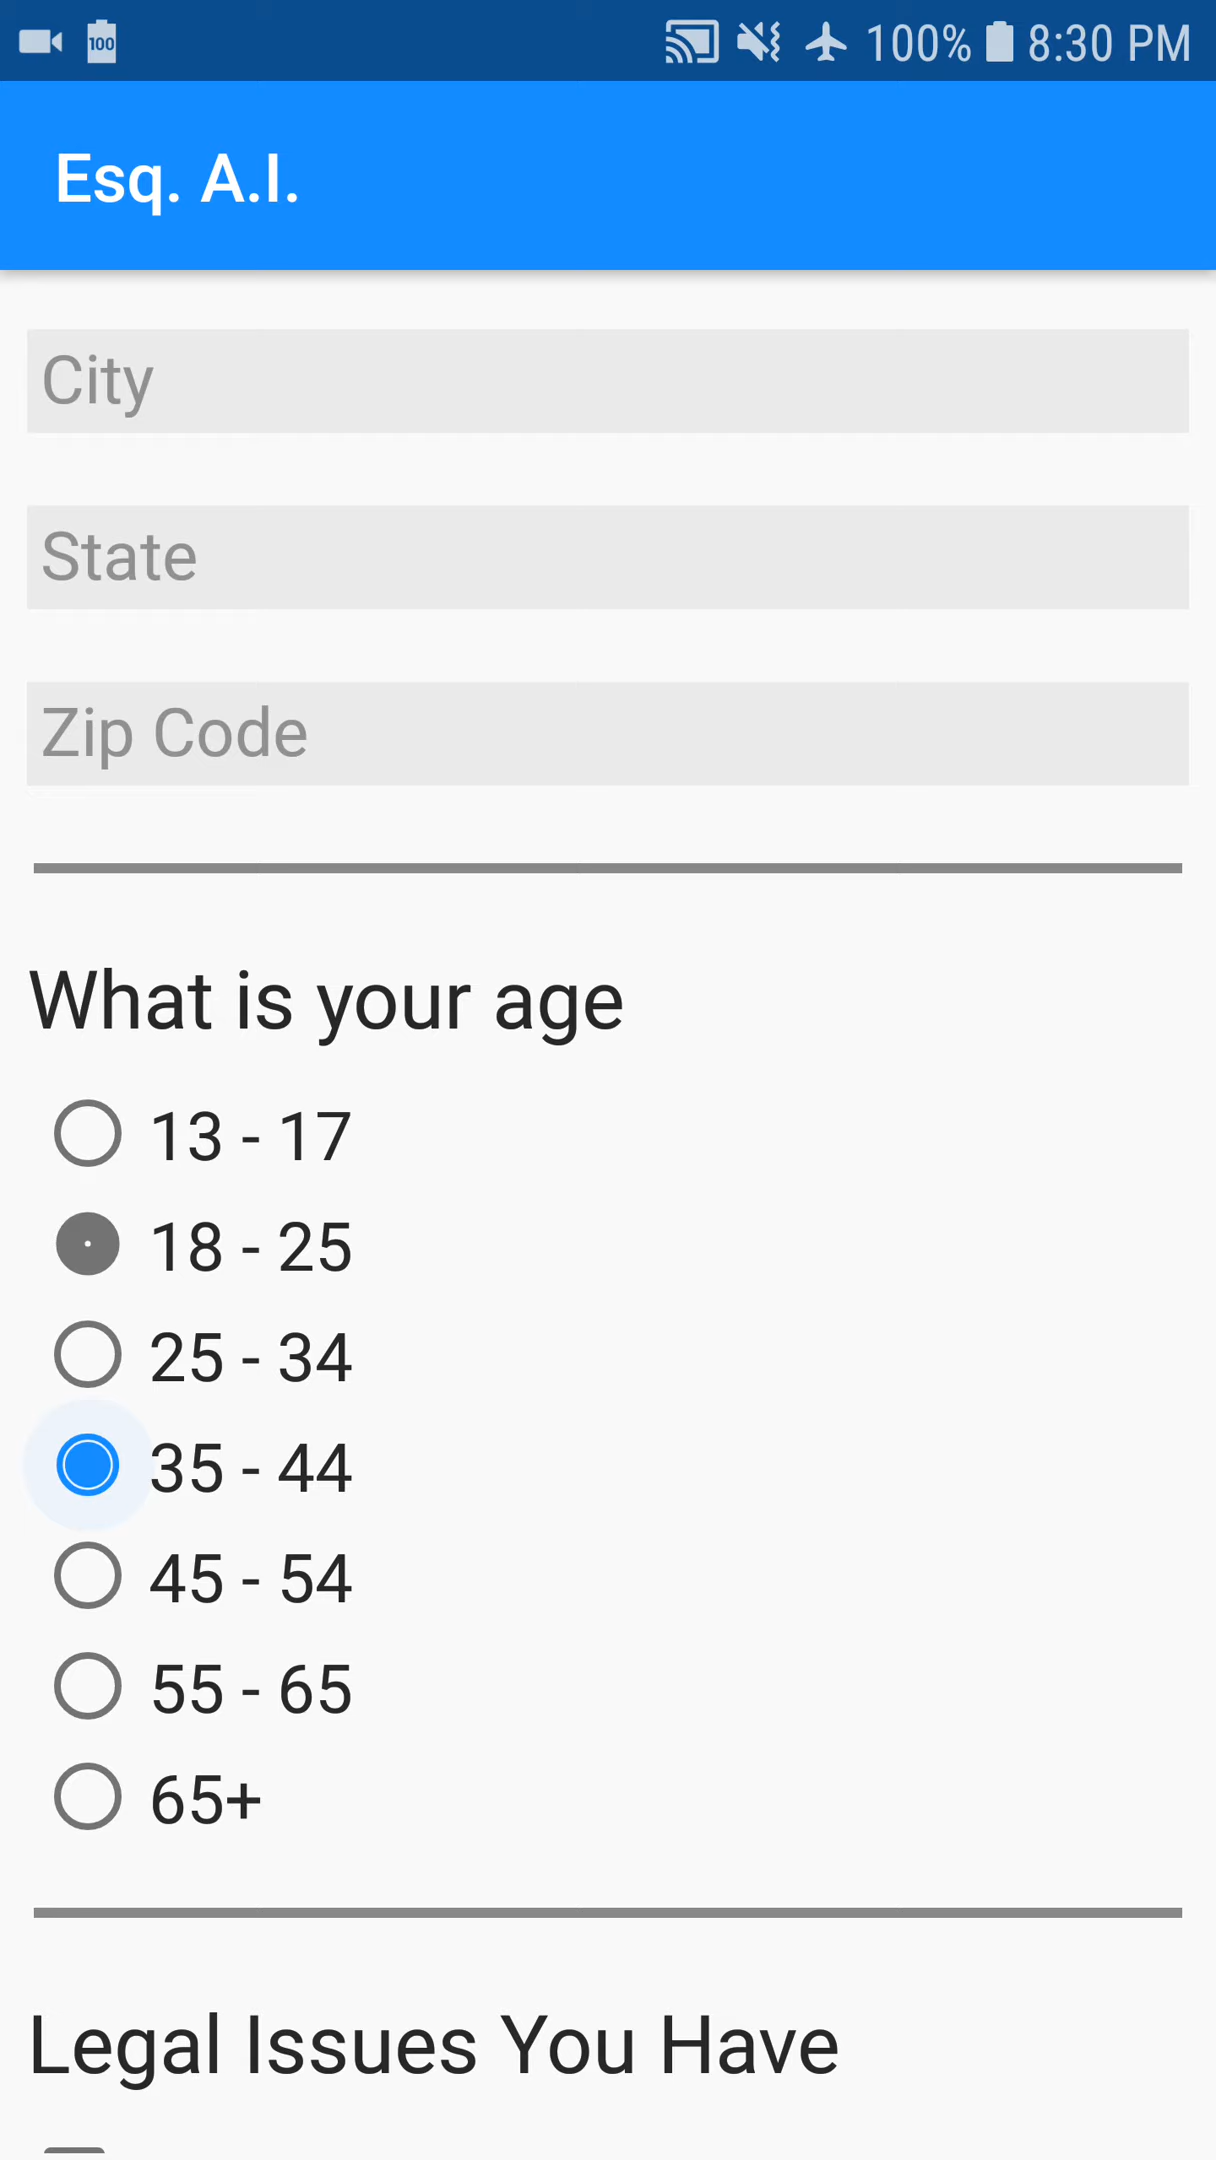 100 100% 8:30 PM
Esq. A.I.
City
State
Zip Code
What is your age
13 - 17
18 - 25
25 - 34
35 - 44
45 - 54
55 - 65
65+
Legal Issues You Have